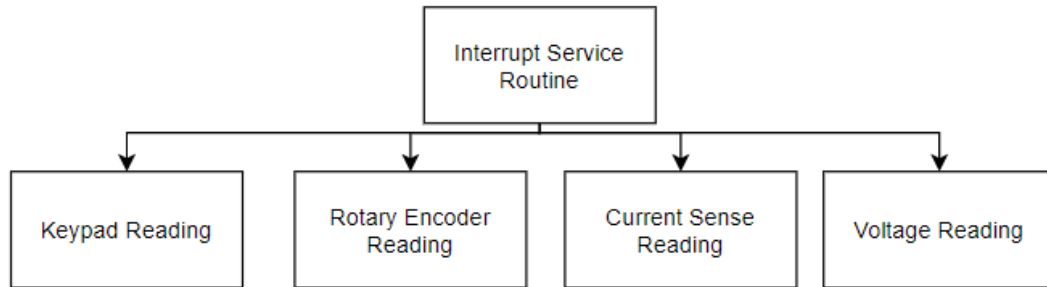 Interrupt Service
Routine
Keypad Reading
Rotary Encoder
Reading
Current Sense
Reading
Voltage Reading